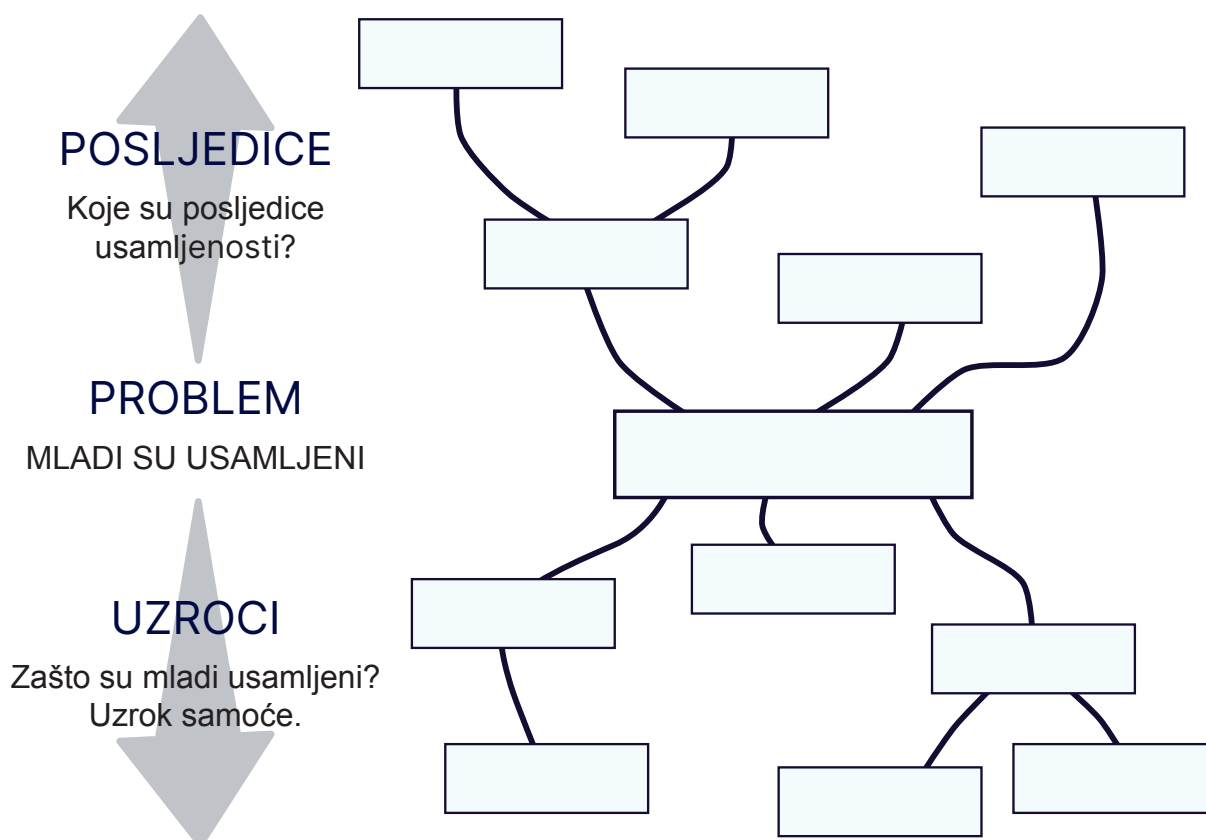 POSLJEDICE
Koje su posljedice
usamljenosti?
PROBLEM
MLADI SU USAMLJENI
UZROCI
Zašto su mladi usamljeni?
Uzrok samoće.